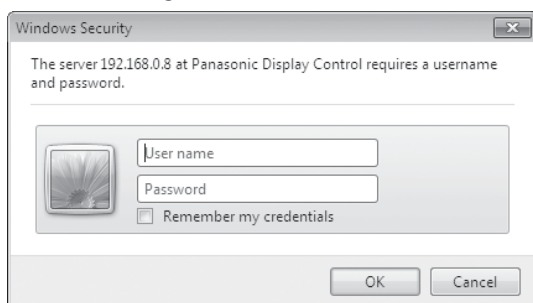 Windows Security
The server 192.168.0.8 at Panasonic Display Control requires a username
and password.
User name
Password
Remember my credentials
OK
Cancel